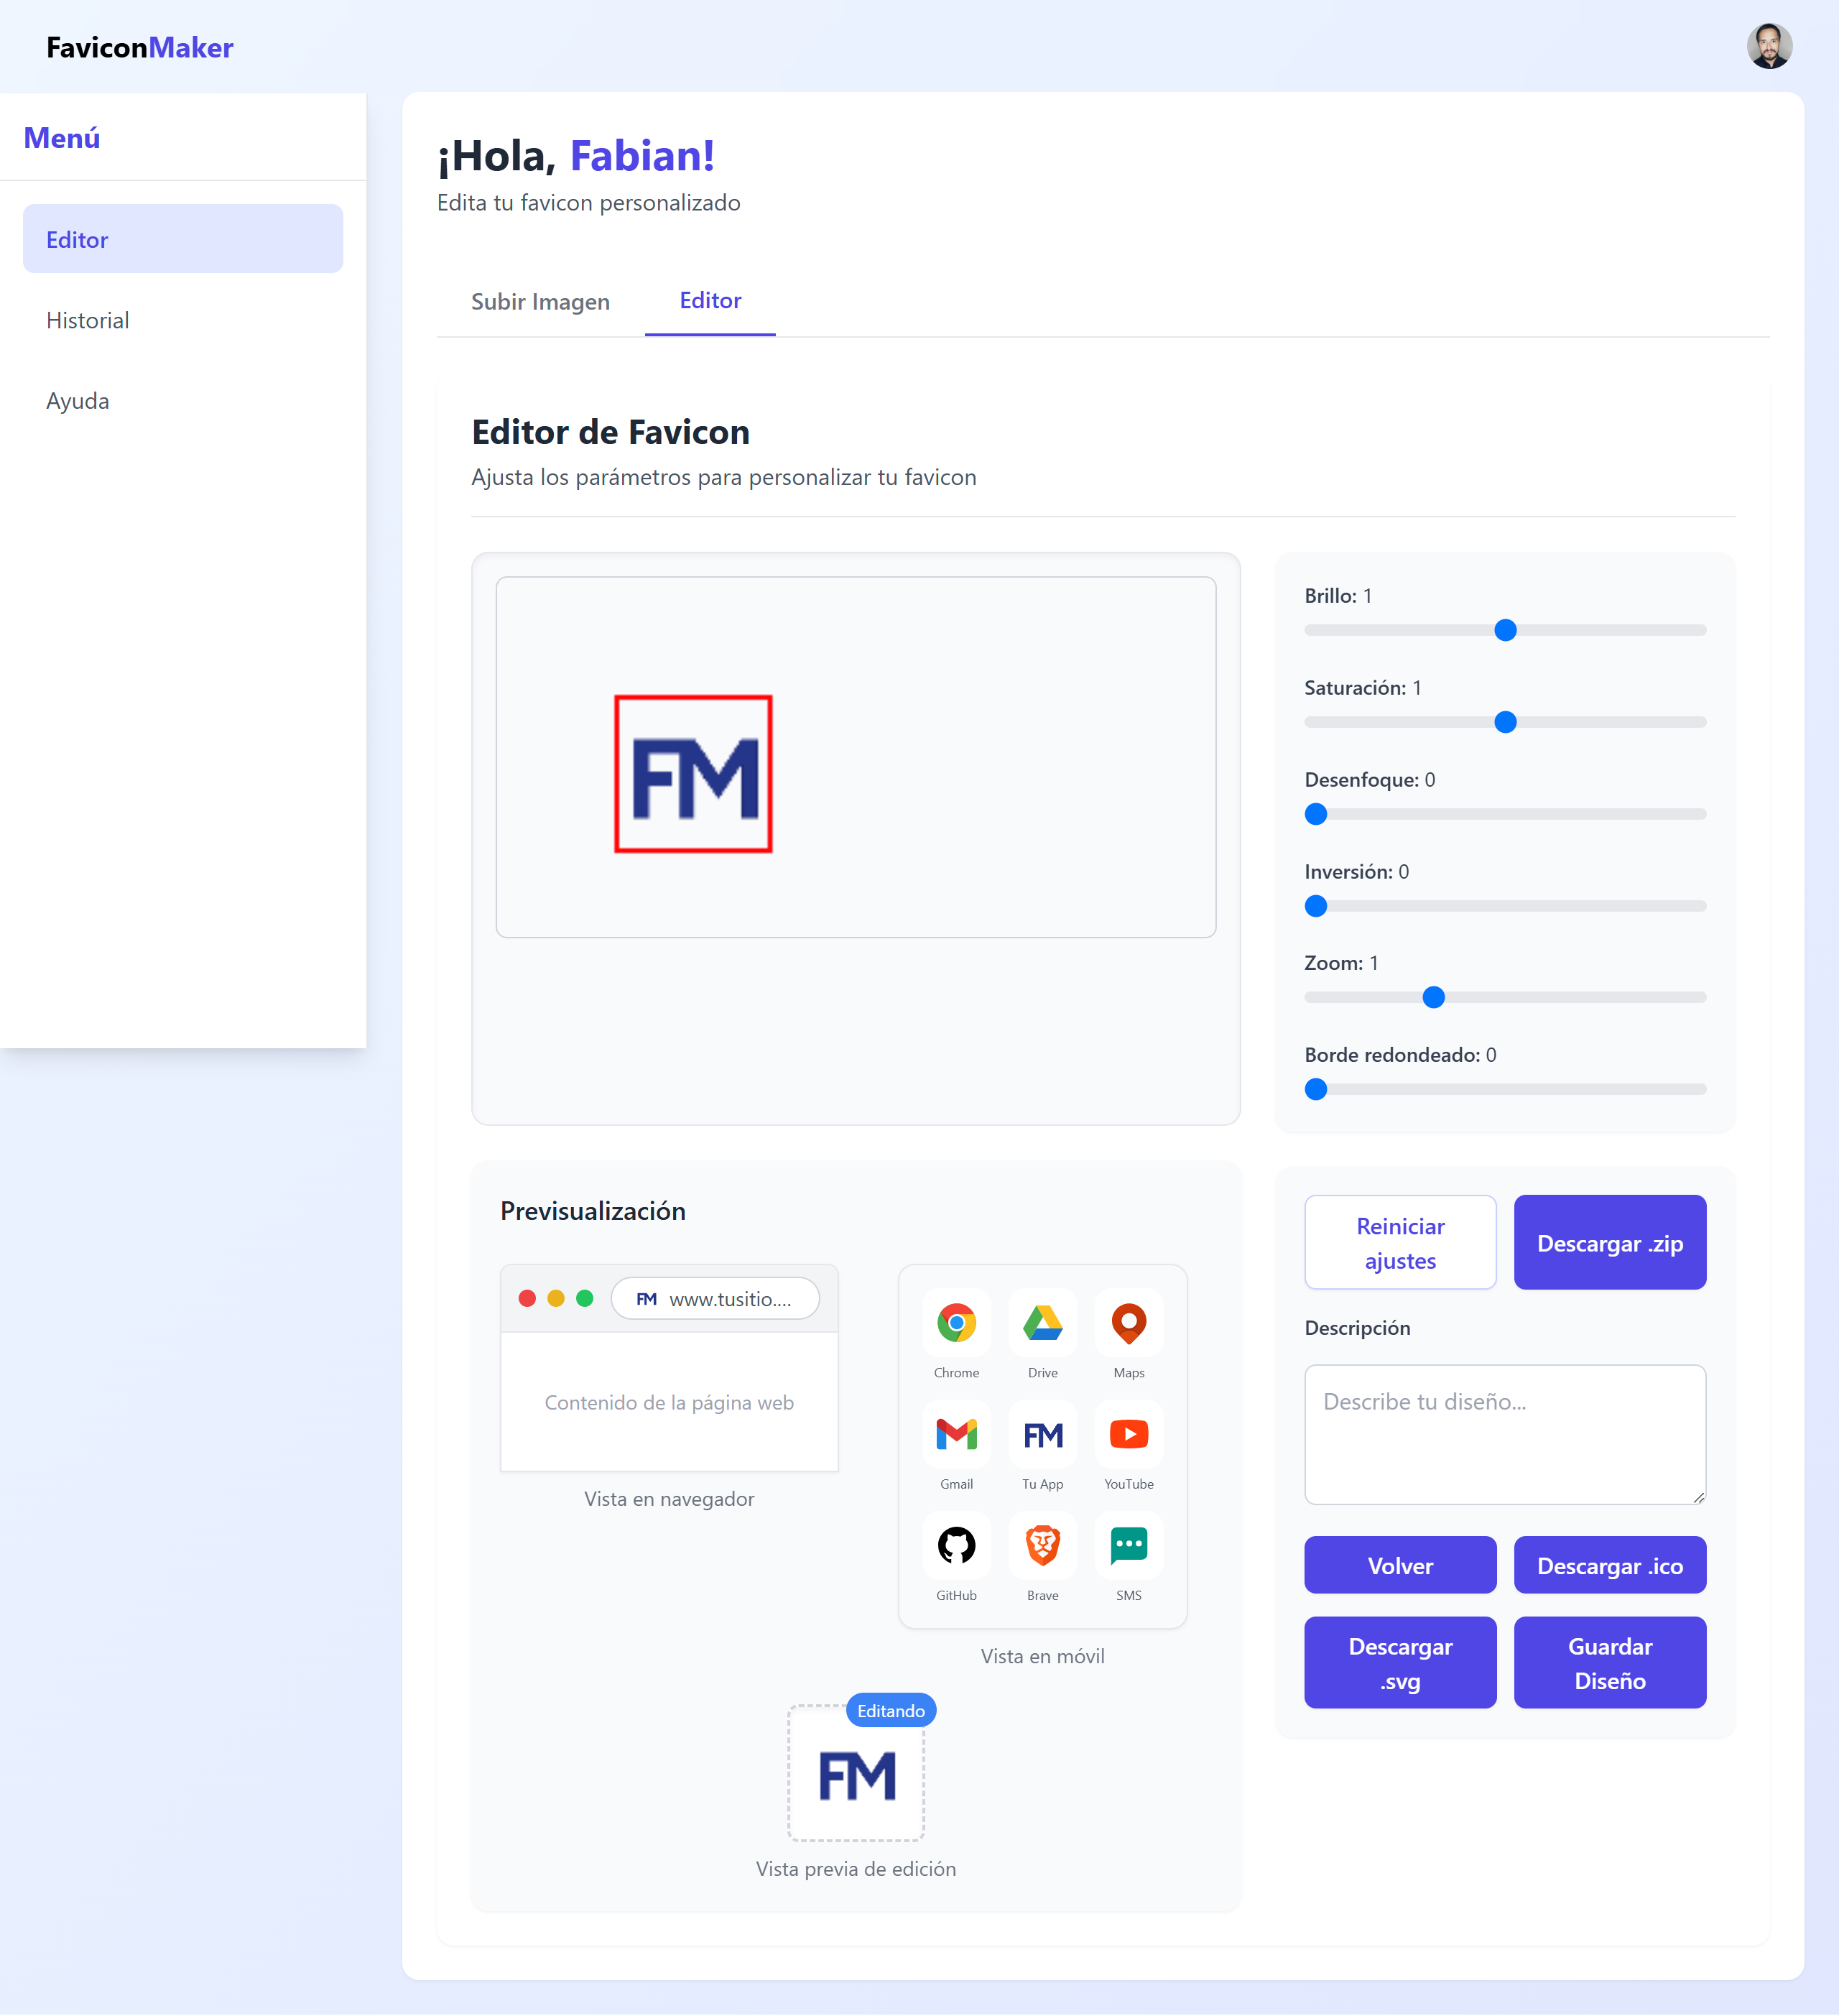 FaviconMaker
Menú
Editor
Historial
Ayuda
¡Hola, Fabian!
Edita tu favicon personalizado
Subir Imagen
Editor
Editor de Favicon
Ajusta los parámetros para personalizar tu favicon
FM
Brillo: 1
Saturación: 1
Desenfoque: 0
Inversión: 0
Zoom: 1
Borde redondeado: 0
Previsualización
FM www.tusitio....
Contenido de la página web
Vista en navegador
Chrome
Drive
Maps
FM
Gmail
Tu App
YouTube
GitHub
Brave
SMS
Vista en móvil
Editando
FM
Vista previa de edición
Reiniciar
ajustes
Descargar .zip
Descripción
Describe tu diseño...
Volver
Descargar .ico
Descargar
.svg
Guardar
Diseño